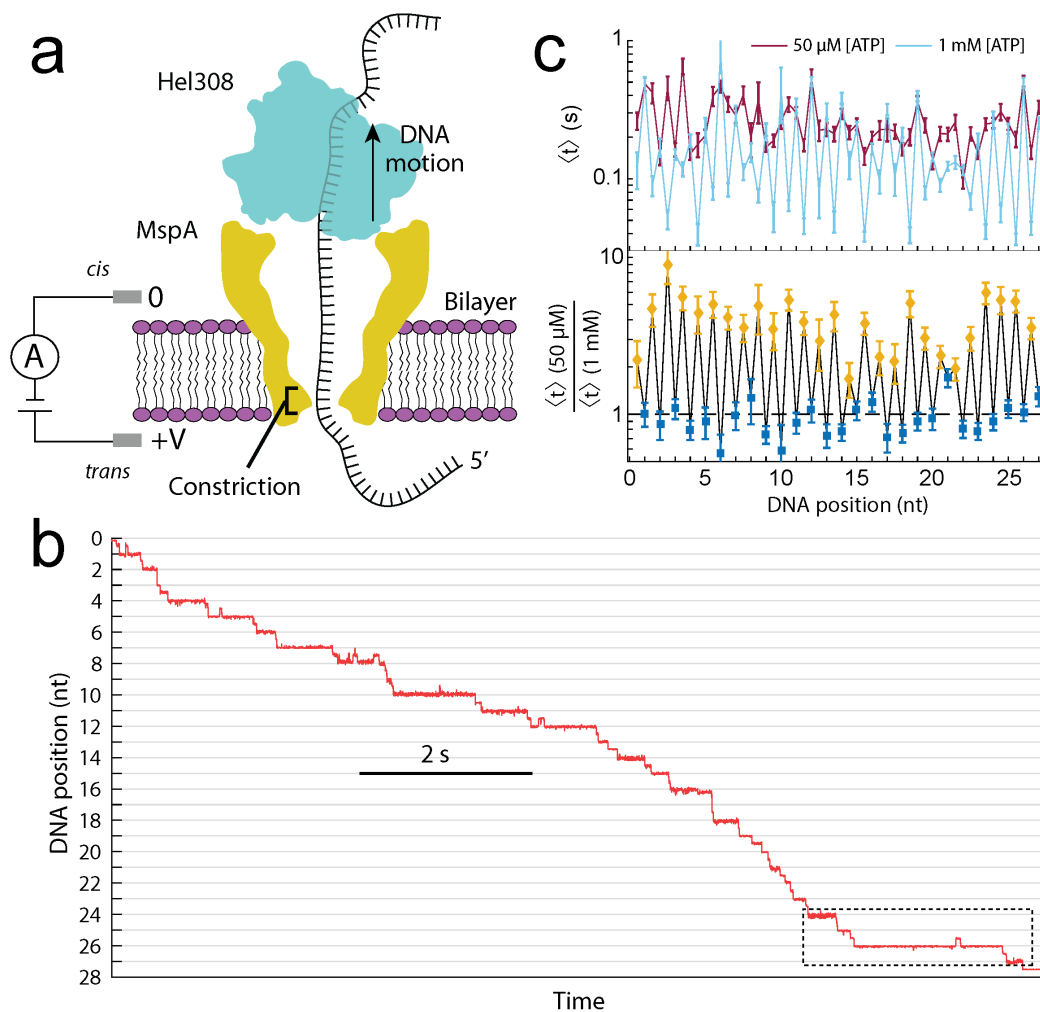 a
Hel308
DNA
motion
MspA
cis
0
Bilayer
A
+V
trans
Constriction
5′
c
50 μM [ATP]
1 mM [ATP]
1
0.1
⟨t⟩ (s)
10
1
⟨t⟩ (50 μM)
⟨t⟩ (1 mM)
0 5 10 15 20 25
DNA position (nt)
b
0
2
4
6
8
10
12
14
16
18
20
22
24
26
28
DNA position (nt)
2 s
Time